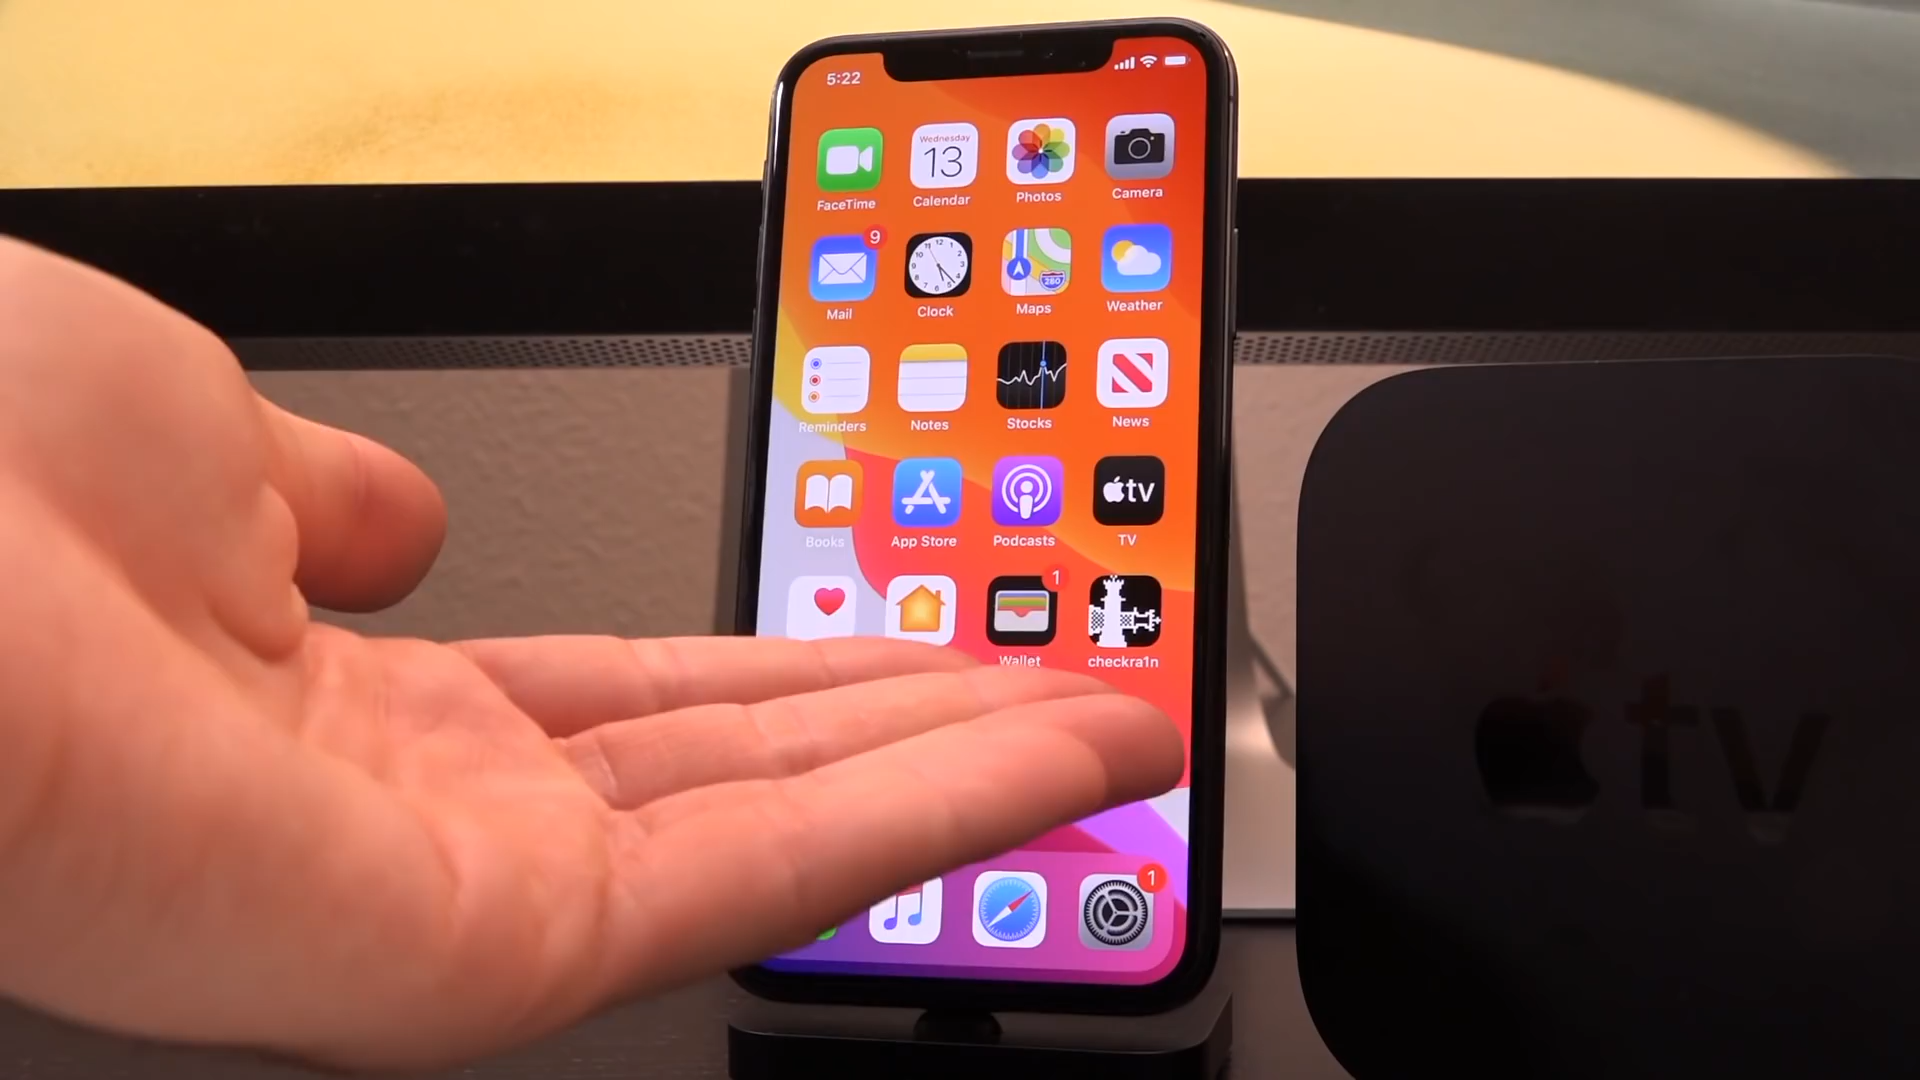 5:22
Wednesday
13
FaceTime
Calendar
Photos
Camera
9
280
Mail
Clock
Maps
Weather
Reminders
Notes
Stocks
News
tv
Books
App Store
Podcasts
TV
1
Wallet
checkra1n
tv
1